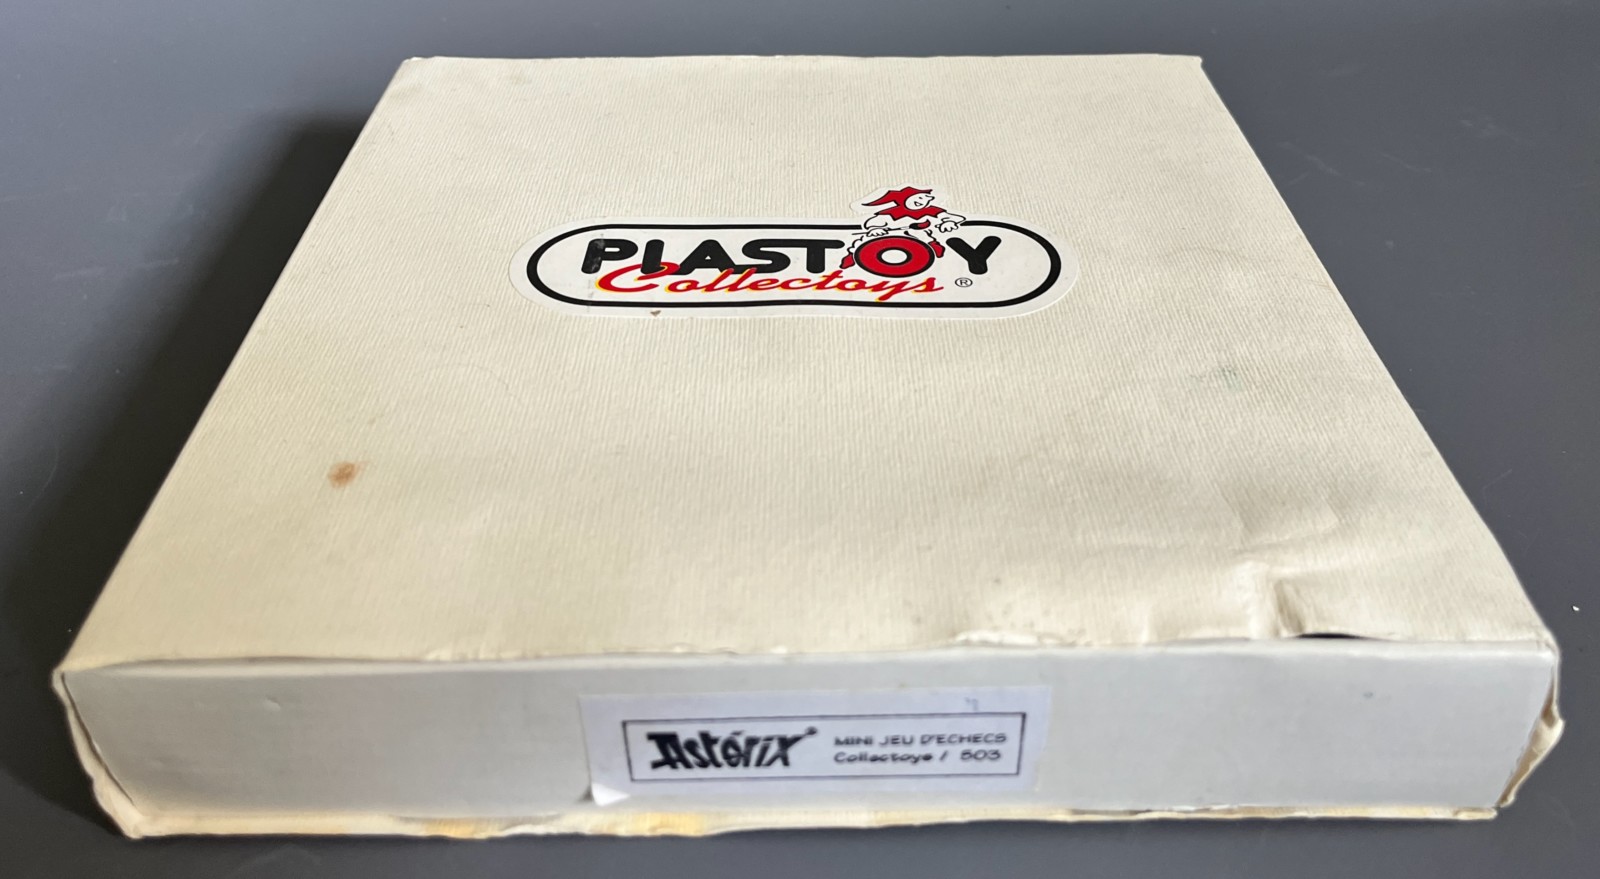 PlASTOY
Collectoys ®
Astérix®
MINI JEU D'ECHECS
Collectoys / 503